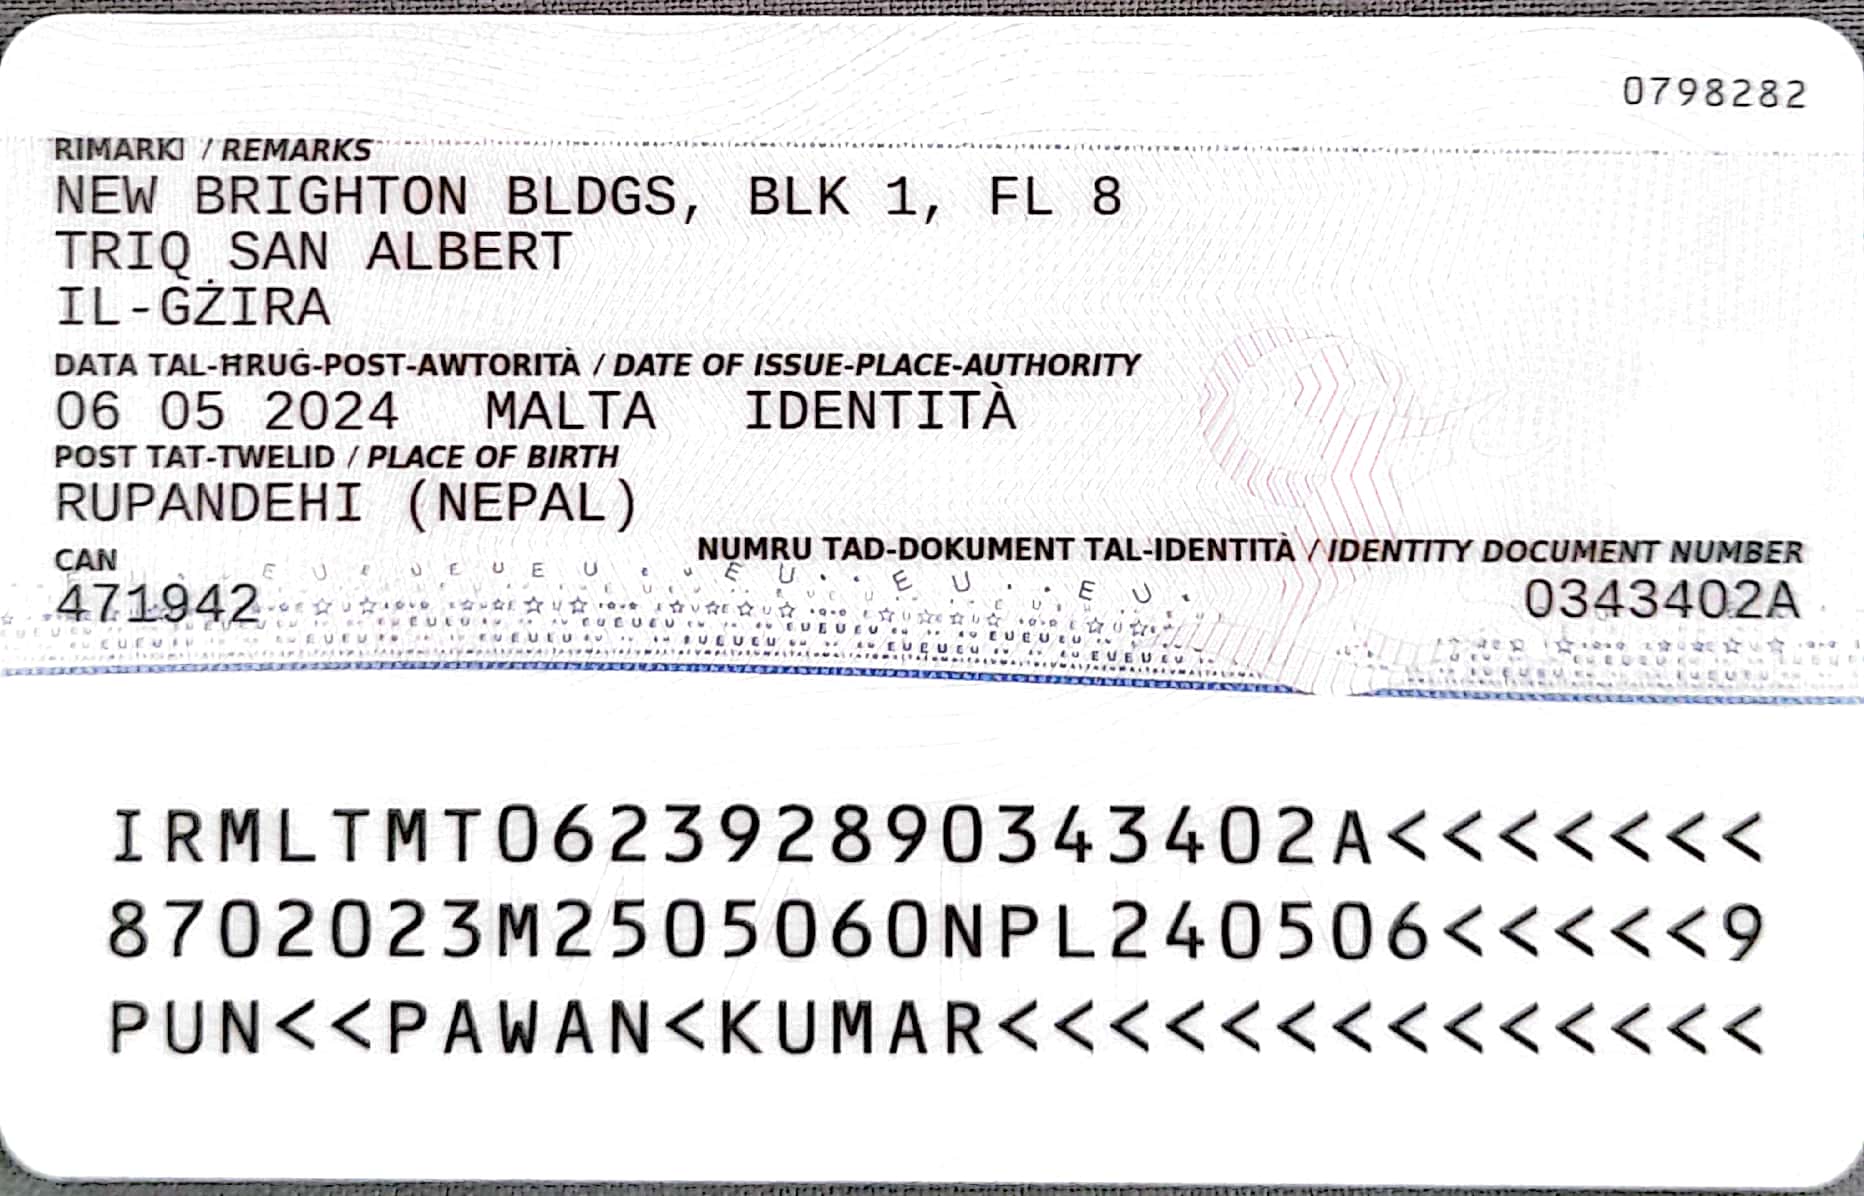 0798282
RIMARKI / REMARKS
NEW BRIGHTON BLDGS, BLK 1, FL 8
TRIQ SAN ALBERT
IL-GŻIRA
DATA TAL-ĦRUĠ-POST-AWTORITÀ / DATE OF ISSUE-PLACE-AUTHORITY
06 05 2024 MALTA IDENTITÀ
POST TAT-TWELID / PLACE OF BIRTH
RUPANDEHI (NEPAL)
CAN
471942
NUMRU TAD-DOKUMENT TAL-IDENTITÀ / IDENTITY DOCUMENT NUMBER
0343402A
IRMLTMT062392890343402A<<<<<<<
8702023M2505060NPL240506<<<<<9
PUN<<PAWAN<KUMAR<<<<<<<<<<<<<<